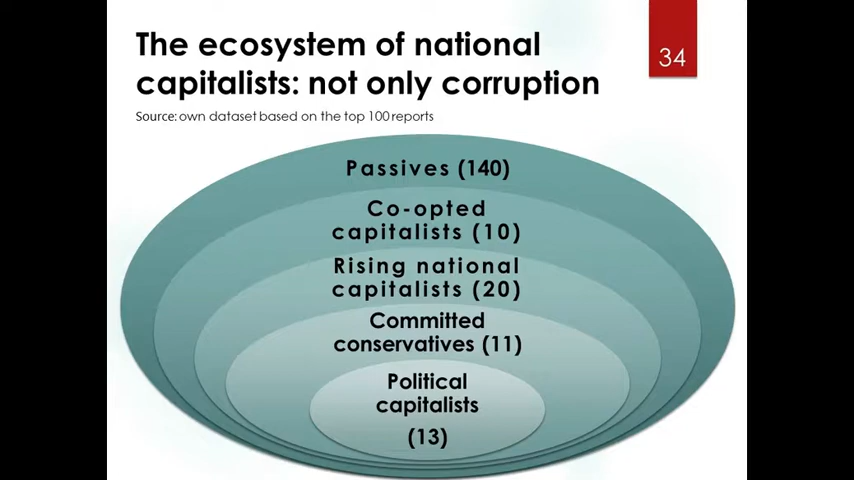 The ecosystem of national
capitalists: not only corruption
34
Source: own dataset based on the top 100 reports
Passives (140)
Co-opted
capitalists (10)
Rising national
capitalists (20)
Committed
conservatives (11)
Political
capitalists
(13)